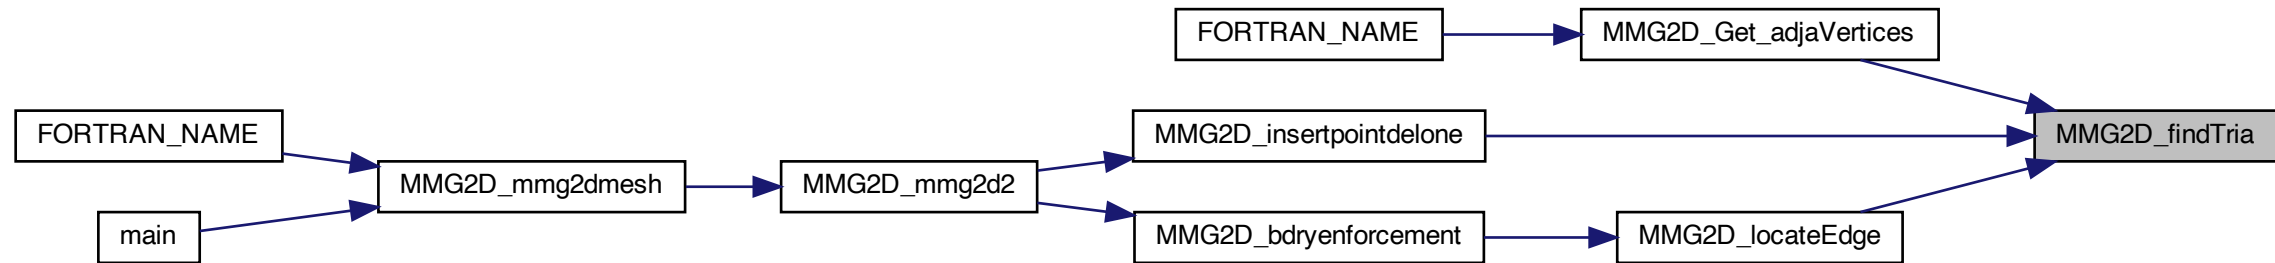 FORTRAN_NAME
MMG2D_Get_adjaVertices
FORTRAN_NAME
MMG2D_insertpointdelone
MMG2D_findTria
MMG2D_mmg2dmesh
MMG2D_mmg2d2
main
MMG2D_bdryenforcement
MMG2D_locateEdge